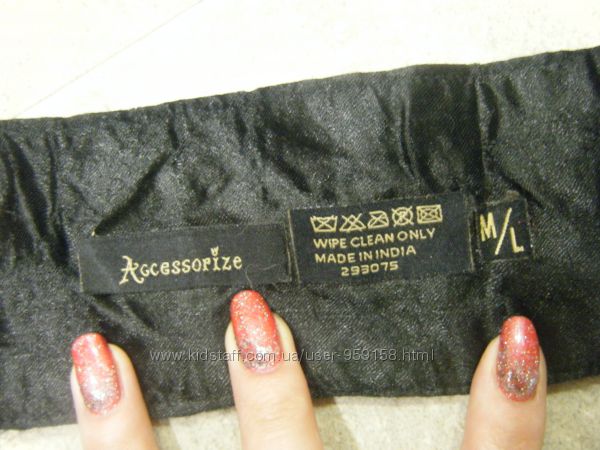 Accessorize
WIPE CLEAN ONLY
MADE IN INDIA
293075
M/L
www.kidstaff.com.ua/user-959158.html